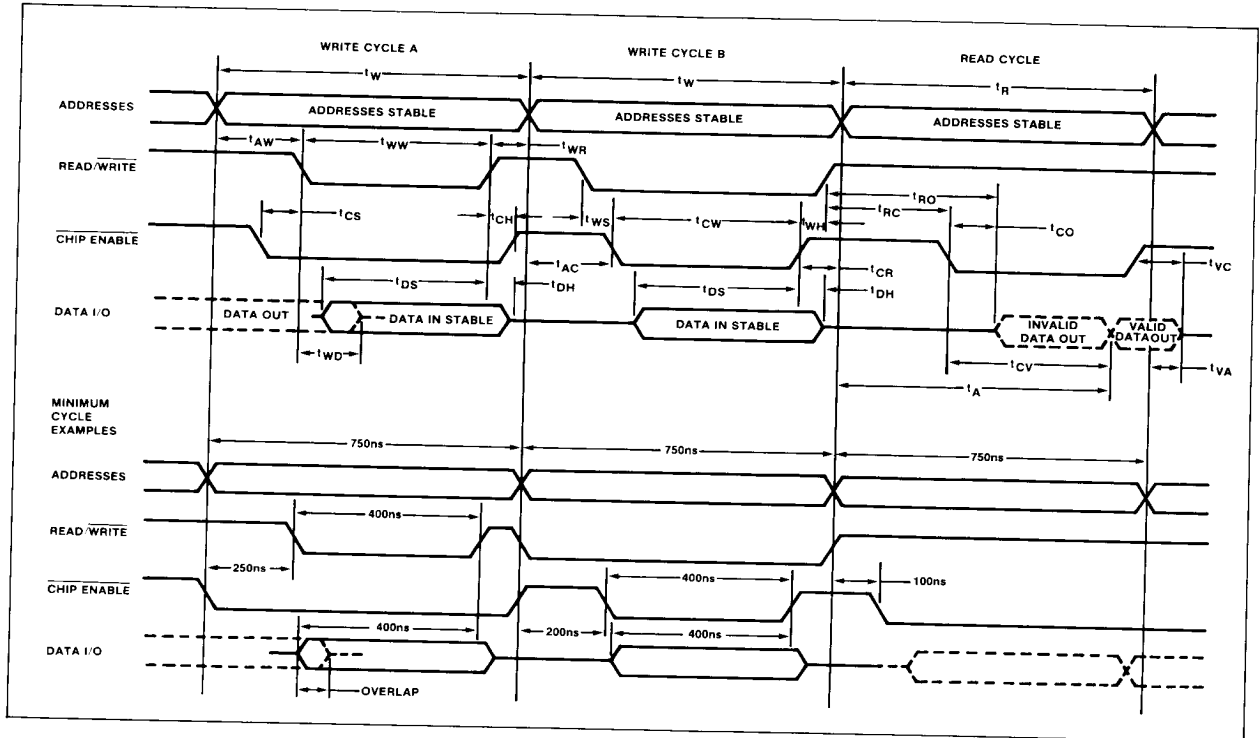 WRITE CYCLE A WRITE CYCLE B READ CYCLE
tW tW tR
ADDRESSES ADDRESSES STABLE ADDRESSES STABLE ADDRESSES STABLE
tAW tWW tWR
READ/WRITE
tRO
tCS tCH tWS tCW tWH tRC tCO
CHIP ENABLE
tAC tCR tVC
tDS tDH tDS tDH
DATA I/O DATA OUT DATA IN STABLE DATA IN STABLE INVALID DATA OUT VALID DATA OUT
tWD tCV tVA
tA
MINIMUM
CYCLE
EXAMPLES
750ns 750ns 750ns
ADDRESSES
400ns
READ/WRITE
250ns 400ns 100ns
CHIP ENABLE
400ns 200ns 400ns
DATA I/O
OVERLAP